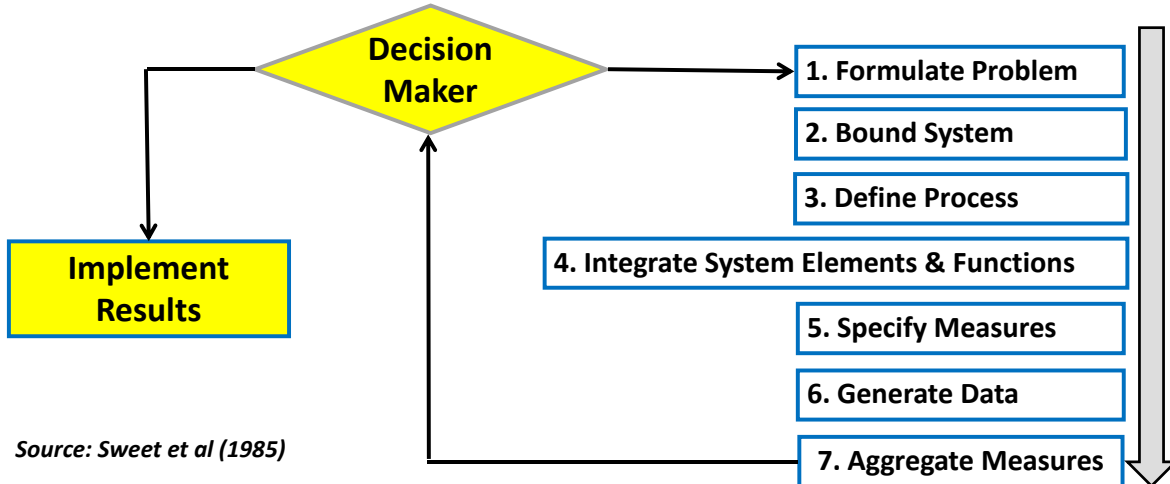 Decision
Maker
1. Formulate Problem
2. Bound System
3. Define Process
4. Integrate System Elements & Functions
5. Specify Measures
6. Generate Data
7. Aggregate Measures
Implement
Results
Source: Sweet et al (1985)